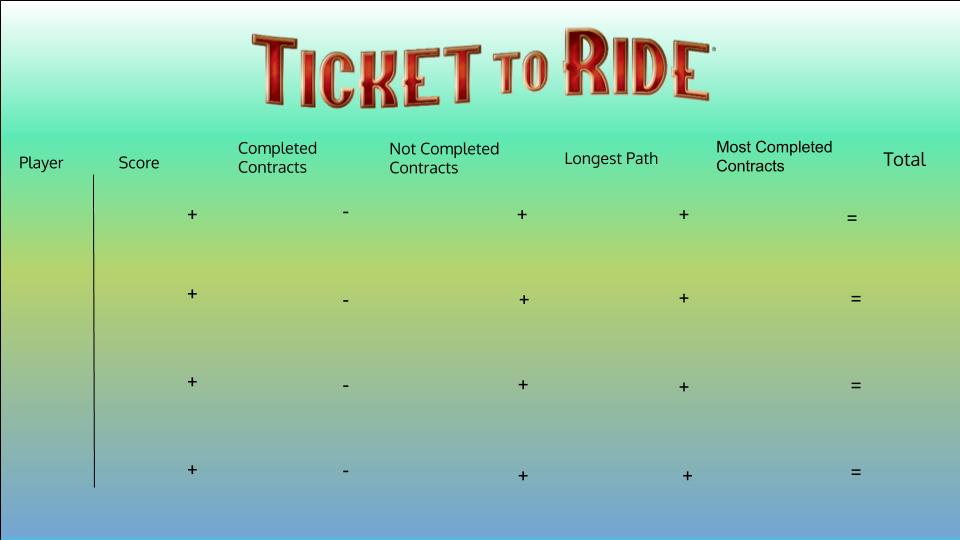 TICKET TO RIDE
Player
Score
Completed
Contracts
Not Completed
Contracts
Longest Path
Most Completed
Contracts
Total
+ - + + =
+ - + + =
+ - + + =
+ - + + =